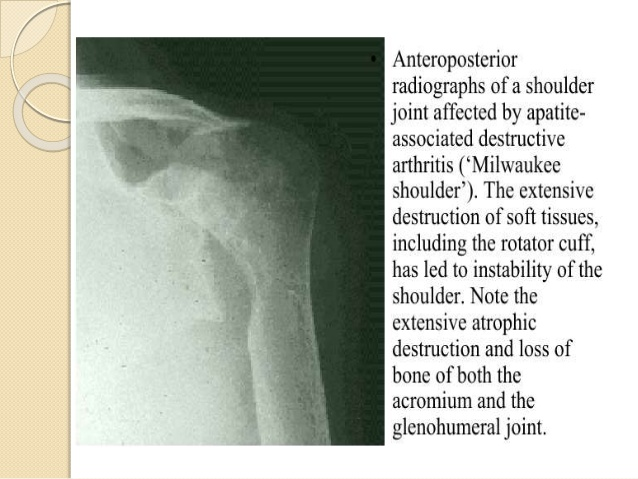 • Anteroposterior
radiographs of a shoulder
joint affected by apatite-
associated destructive
arthritis (‘Milwaukee
shoulder’). The extensive
destruction of soft tissues,
including the rotator cuff,
has led to instability of the
shoulder. Note the
extensive atrophic
destruction and loss of
bone of both the
acromium and the
glenohumeral joint.